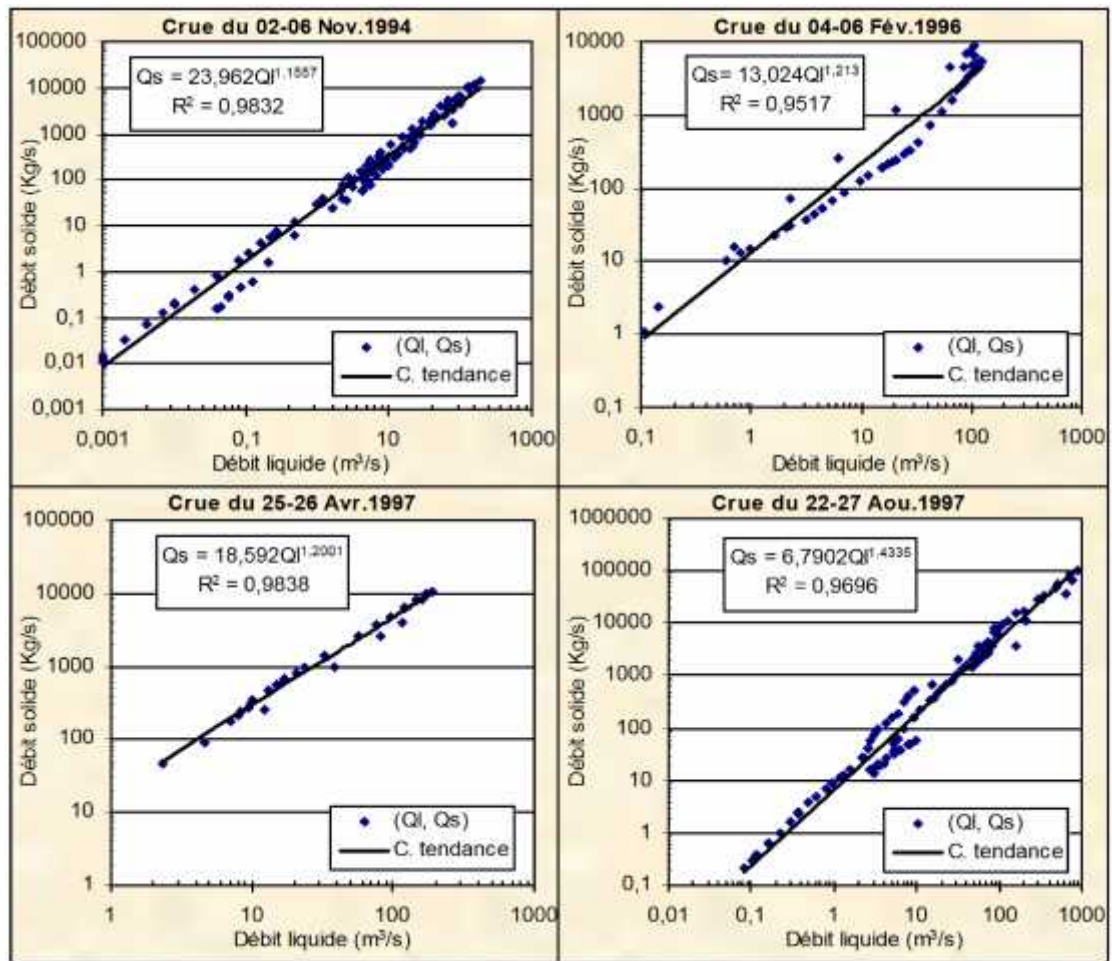 Crue du 02-06 Nov.1994
Qs = 23,962Ql^1,1557
R² = 0,9832
Débit solide (Kg/s)
100000
10000
1000
100
10
1
0,1
0,01
0,001
(Ql, Qs)
C. tendance
0,001
0,1
10
1000
Débit liquide (m³/s)
Crue du 04-06 Fév.1996
Qs= 13,024Ql^1,213
R² = 0,9517
Débit solide (Kg/s)
10000
1000
100
10
1
0,1
(Ql, Qs)
C. tendance
0,1
1
10
100
1000
Débit liquide (m³/s)
Crue du 25-26 Avr.1997
Qs = 18,592Ql^1,2001
R² = 0,9838
Débit solide (Kg/s)
100000
10000
1000
100
10
1
(Ql, Qs)
C. tendance
1
10
100
1000
Débit liquide (m³/s)
Crue du 22-27 Aou.1997
Qs = 6,7902Ql^1,4335
R² = 0,9696
Débit solide (Kg/s)
1000000
100000
10000
1000
100
10
1
0,1
(Ql, Qs)
C. tendance
0,01
0,1
1
10
100
1000
Débit liquide (m³/s)